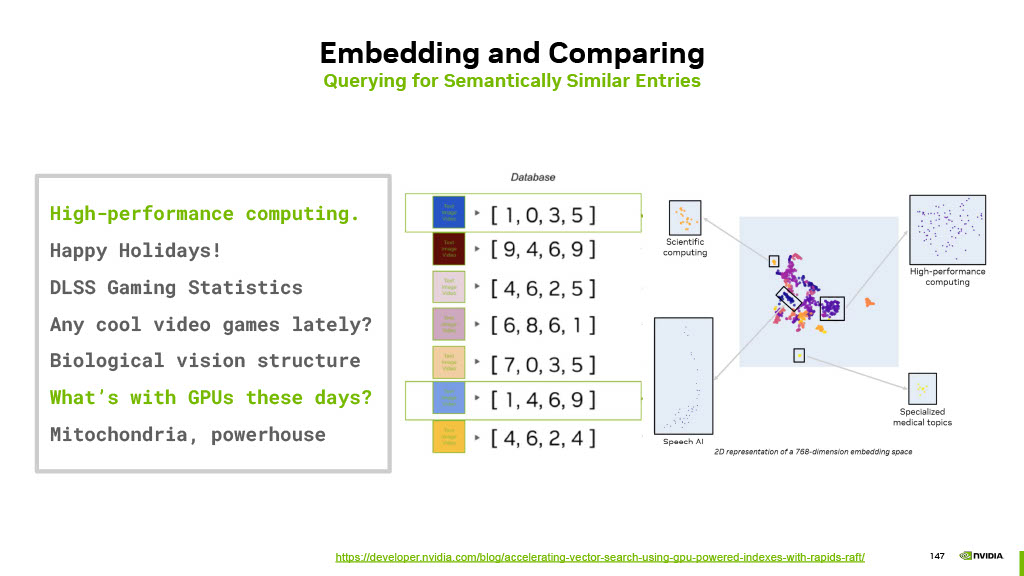 Embedding and Comparing
Querying for Semantically Similar Entries
High-performance computing.
Happy Holidays!
DLSS Gaming Statistics
Any cool video games lately?
Biological vision structure
What’s with GPUs these days?
Mitochondria, powerhouse
Database
Text
Image
Video
[ 1, 0, 3, 5 ]
Text
Image
Video
[ 9, 4, 6, 9 ]
Text
Image
Video
[ 4, 6, 2, 5 ]
Text
Image
Video
[ 6, 8, 6, 1 ]
Text
Image
Video
[ 7, 0, 3, 5 ]
Text
Image
Video
[ 1, 4, 6, 9 ]
Text
Image
Video
[ 4, 6, 2, 4 ]
Scientific
computing
High-performance
computing
Speech AI
Specialized
medical topics
2D representation of a 768-dimension embedding space
https://developer.nvidia.com/blog/accelerating-vector-search-using-gpu-powered-indexes-with-rapids-raft/
147
NVIDIA